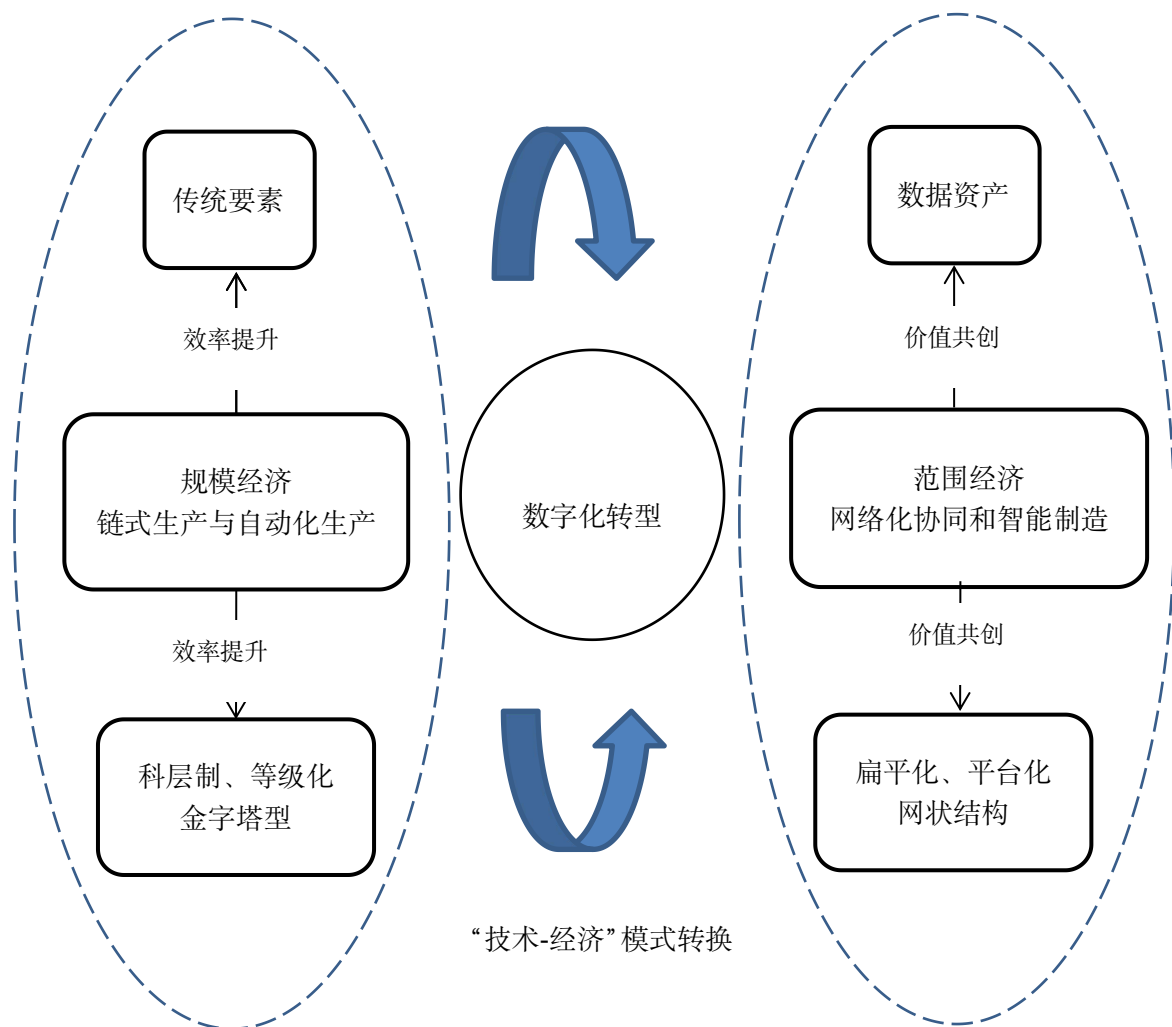 传统要素
效率提升
规模经济
链式生产与自动化生产
效率提升
科层制、等级化
金字塔型
数字化转型
“技术-经济”模式转换
数据资产
价值共创
范围经济
网络化协同和智能制造
价值共创
扁平化、平台化
网状结构